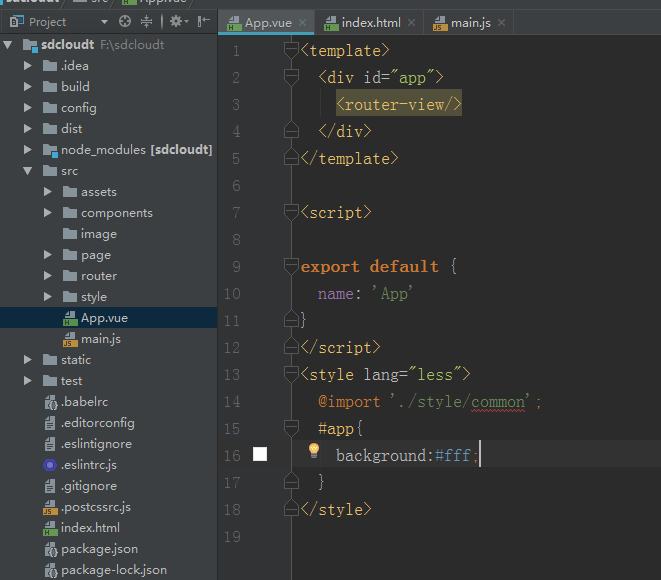 sdcloudt
src
App.vue
Project
sdcloudt F:\sdcloudt
.idea
build
config
dist
node_modules [sdcloudt]
src
assets
components
image
page
router
style
App.vue
main.js
static
test
.babelrc
.editorconfig
.eslintignore
.eslintrc.js
.gitignore
.postcssrc.js
index.html
package.json
package-lock.json
App.vue
index.html
main.js
1 <template>
2 <div id="app">
3 <router-view/>
4 </div>
5 </template>
6
7 <script>
8
9 export default {
10 name: 'App'
11 }
12 </script>
13 <style lang="less">
14 @import './style/common';
15 #app{
16 background:#fff;
17 }
18 </style>
19